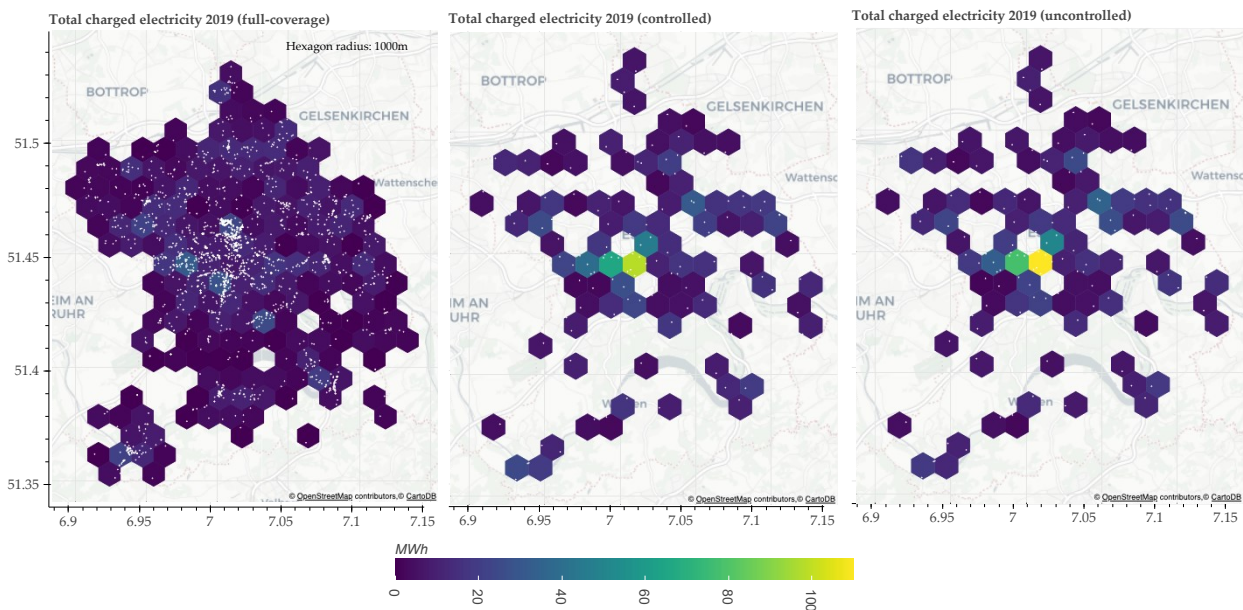 Total charged electricity 2019 (full-coverage)
Total charged electricity 2019 (controlled)
Total charged electricity 2019 (uncontrolled)
Hexagon radius: 1000m
BOTTROP
GELSENKIRCHEN
Wattensche
EIM AN
RUHR
© OpenStreetMap contributors,© CartoDB
51.5
51.45
51.4
51.35
6.9
6.95
7
7.05
7.1
7.15
BOTTROP
GELSENKIRCHEN
Wattensc
© OpenStreetMap contributors,© CartoDB
6.9
6.95
7
7.05
7.1
7.15
BOTTROP
GELSENKIRCHEN
Wattens
IM AN
UHR
© OpenStreetMap contributors,© CartoDB
6.9
6.95
7
7.05
7.1
7.15
MWh
0
20
40
60
80
100